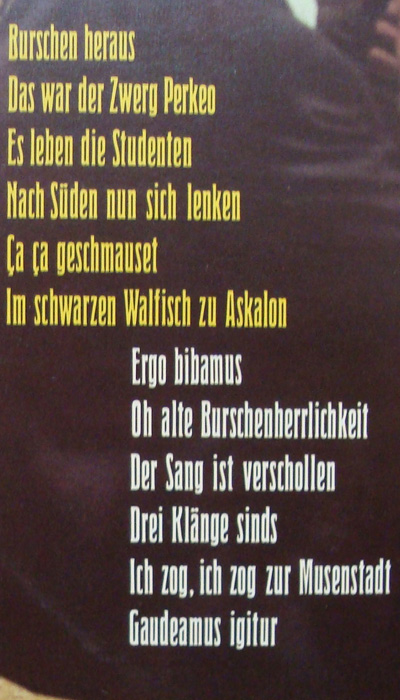 Burschen heraus
Das war der Zwerg Perkeo
Es leben die Studenten
Nach Süden nun sich lenken
Ça ça geschmauset
Im schwarzen Walfisch zu Askalon
Ergo bibamus
Oh alte Burschenherrlichkeit
Der Sang ist verschollen
Drei Klänge sinds
Ich zog, ich zog zur Musenstadt
Gaudeamus igitur